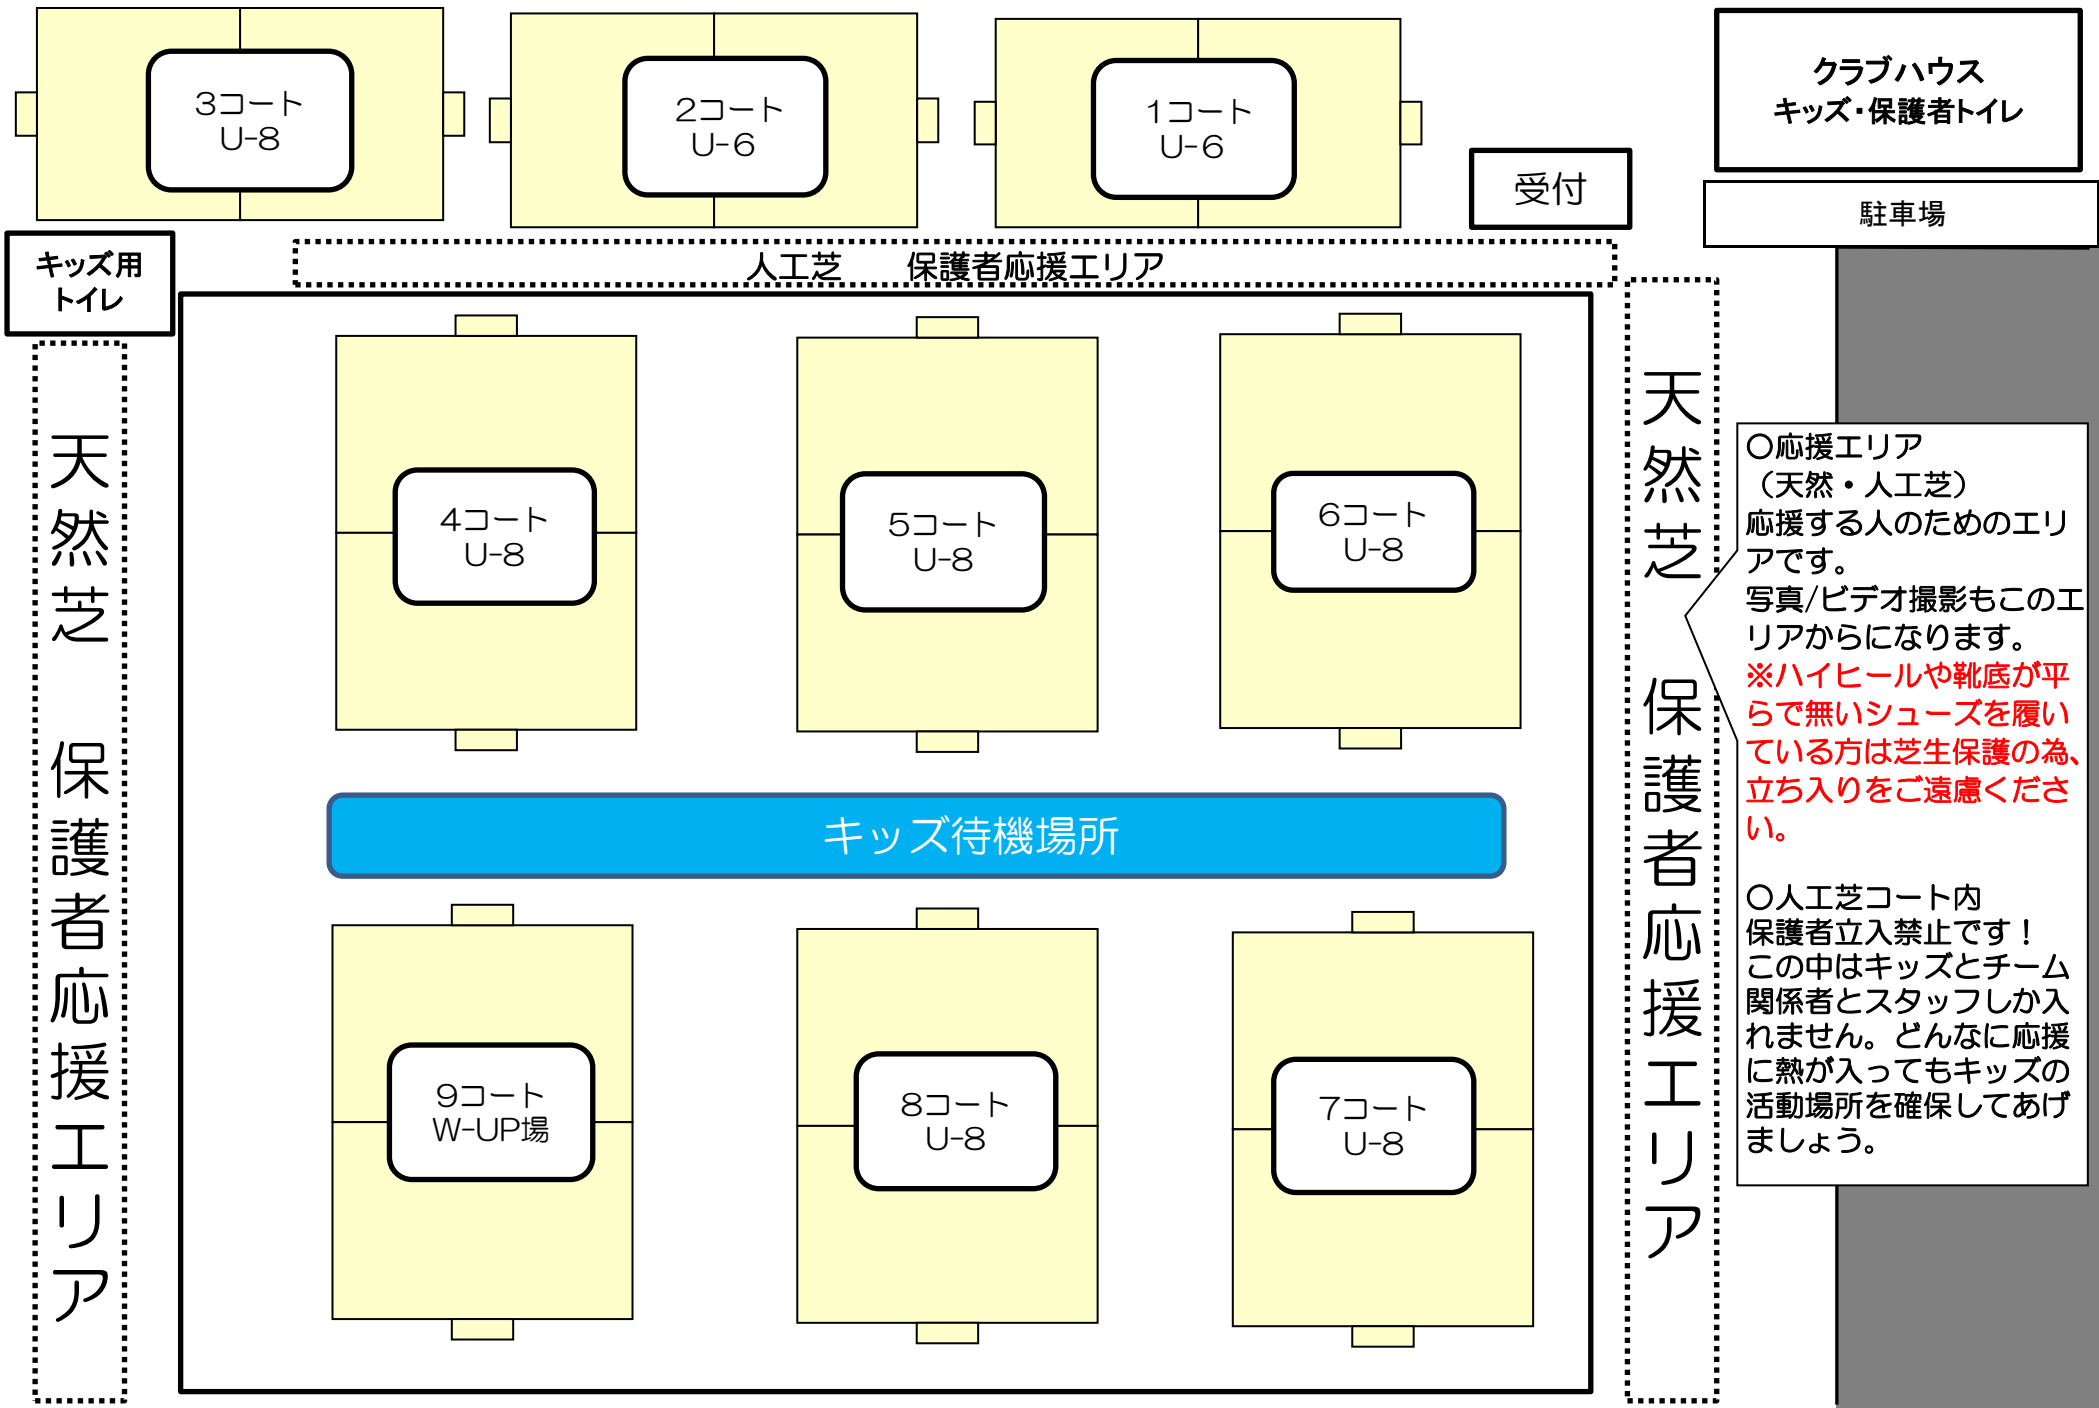 3コート
U-8
2コート
U-6
1コート
U-6
クラブハウス
キッズ・保護者トイレ
受付
駐車場
キッズ用
トイレ
人工芝　　保護者応援エリア
天然芝　保護者応援エリア
4コート
U-8
5コート
U-8
6コート
U-8
天然芝　保護者応援エリア
キッズ待機場所
9コート
W-UP場
8コート
U-8
7コート
U-8
○応援エリア
（天然・人工芝）
応援する人のためのエリ
アです。
写真/ビデオ撮影もこのエ
リアからになります。
※ハイヒールや靴底が平
らで無いシューズを履い
ている方は芝生保護の為、
立ち入りをご遠慮くださ
い。
○人工芝コート内
保護者立入禁止です！
この中はキッズとチーム
関係者とスタッフしか入
れません。どんなに応援
に熱が入ってもキッズの
活動場所を確保してあげ
ましょう。